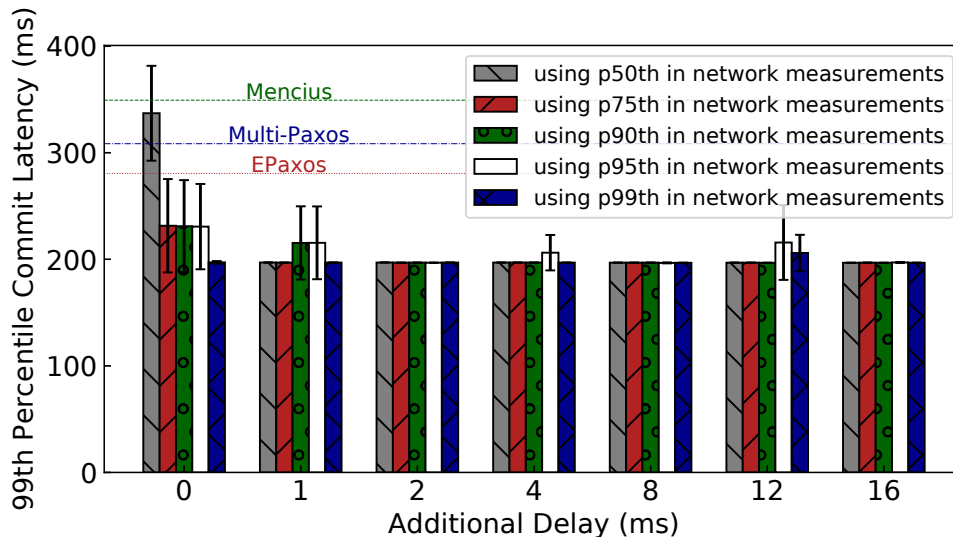 99th Percentile Commit Latency (ms)
400
300
200
100
0
Mencius
Multi-Paxos
EPaxos
using p50th in network measurements
using p75th in network measurements
using p90th in network measurements
using p95th in network measurements
using p99th in network measurements
0 1 2 4 8 12 16
Additional Delay (ms)